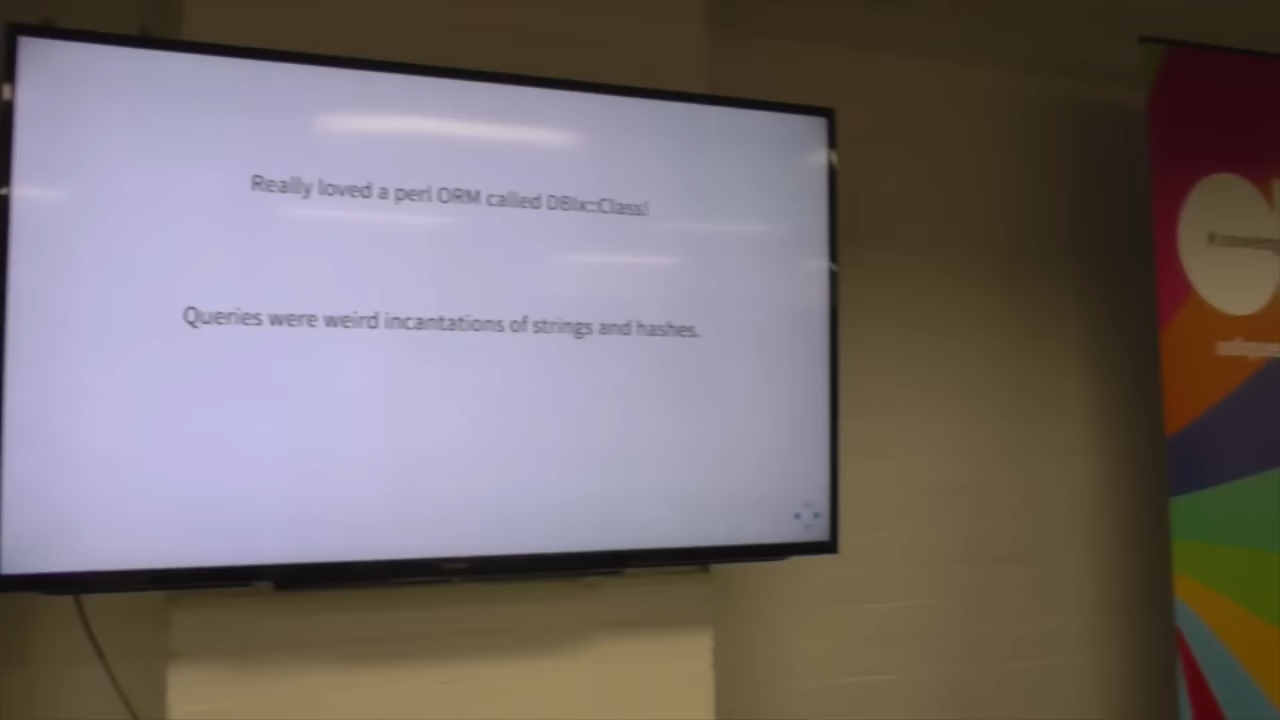 Really loved a perl ORM called DBIx::Class!
Queries were weird incantations of strings and hashes.